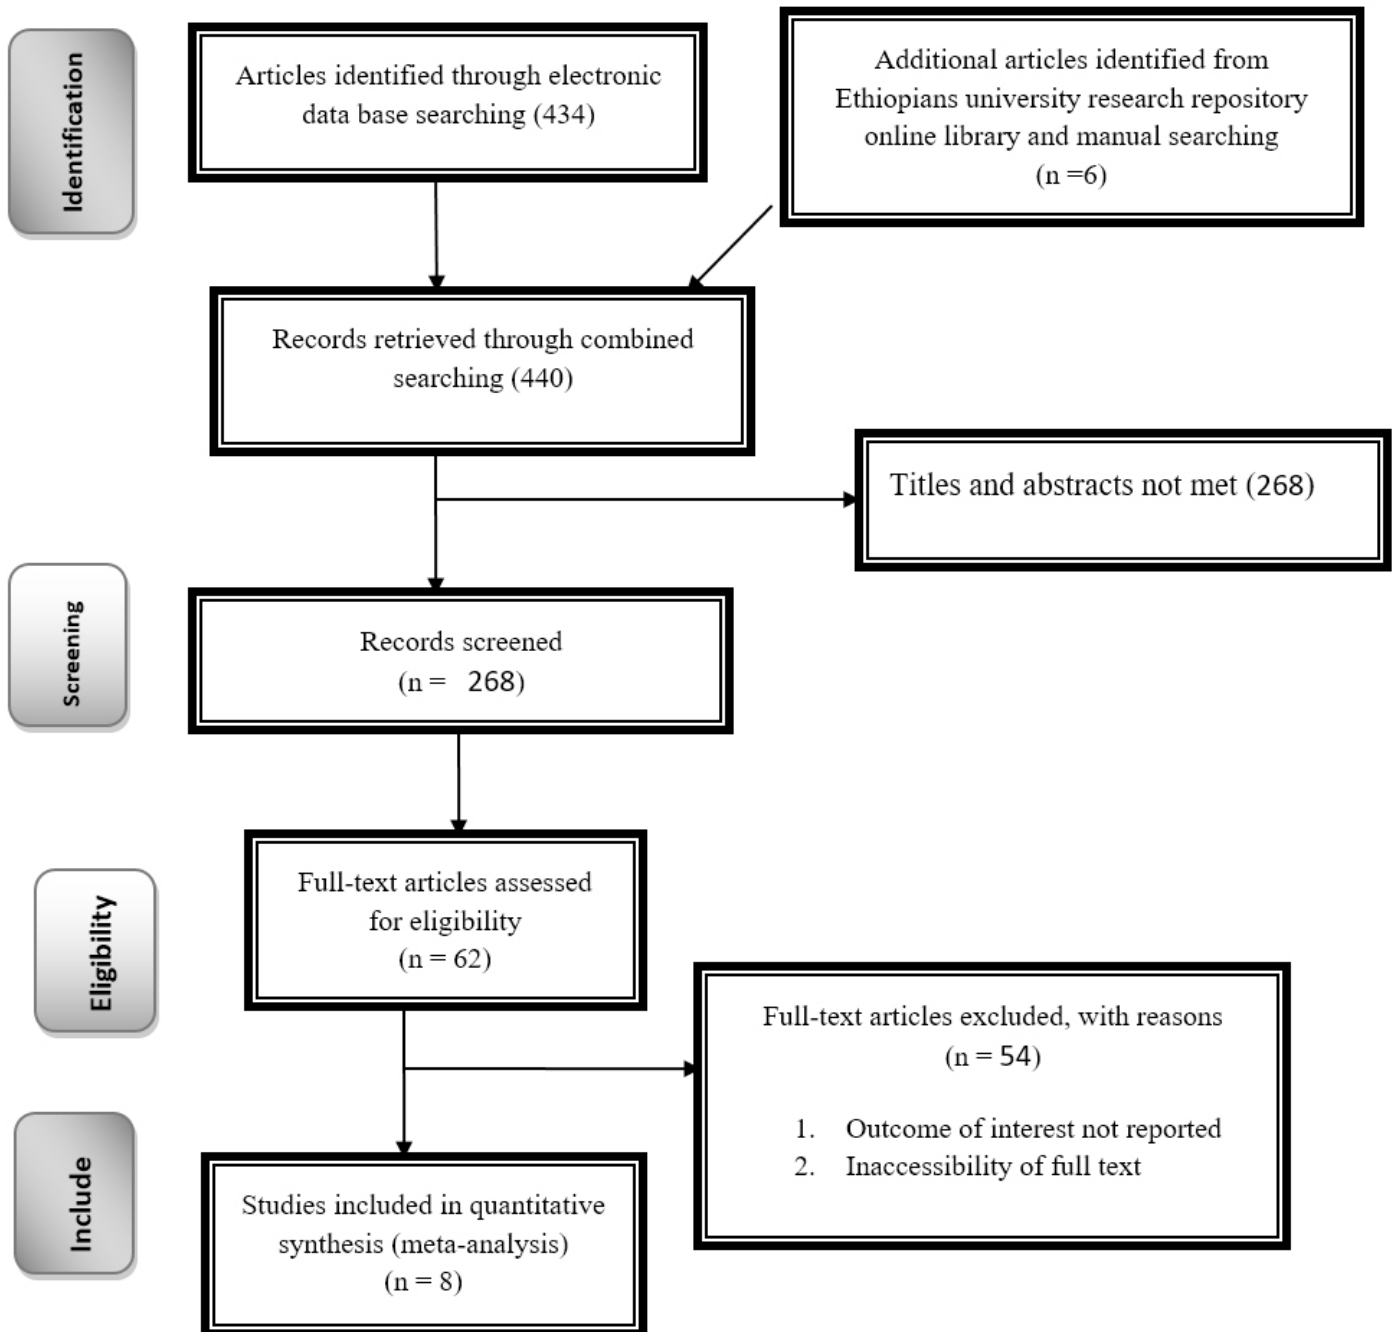 Identification
Articles identified through electronic
data base searching (434)
Additional articles identified from
Ethiopians university research repository
online library and manual searching
(n =6)
Records retrieved through combined
searching (440)
Titles and abstracts not met (268)
Screening
Records screened
(n = 268)
Eligibility
Full-text articles assessed
for eligibility
(n = 62)
Full-text articles excluded, with reasons
(n = 54)
1. Outcome of interest not reported
2. Inaccessibility of full text
Include
Studies included in quantitative
synthesis (meta-analysis)
(n = 8)